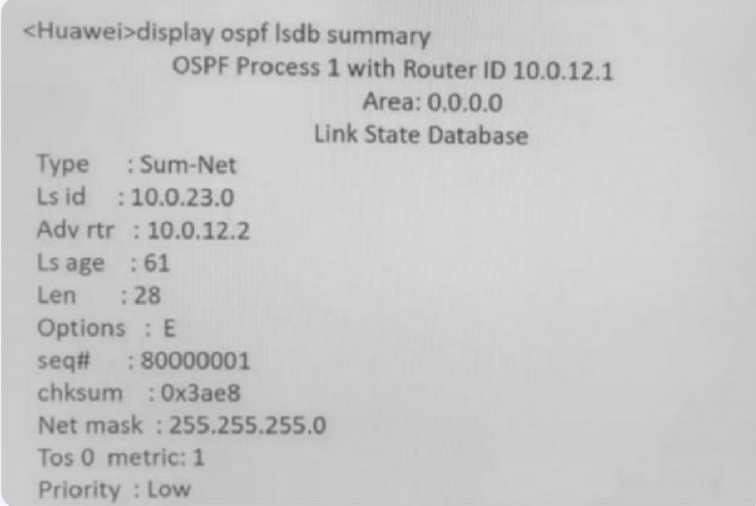 <Huawei>display ospf lsdb summary
OSPF Process 1 with Router ID 10.0.12.1
Area: 0.0.0.0
Link State Database
Type : Sum-Net
Ls id : 10.0.23.0
Adv rtr : 10.0.12.2
Ls age : 61
Len : 28
Options : E
seq# : 80000001
chksum : 0x3ae8
Net mask : 255.255.255.0
Tos 0 metric: 1
Priority : Low